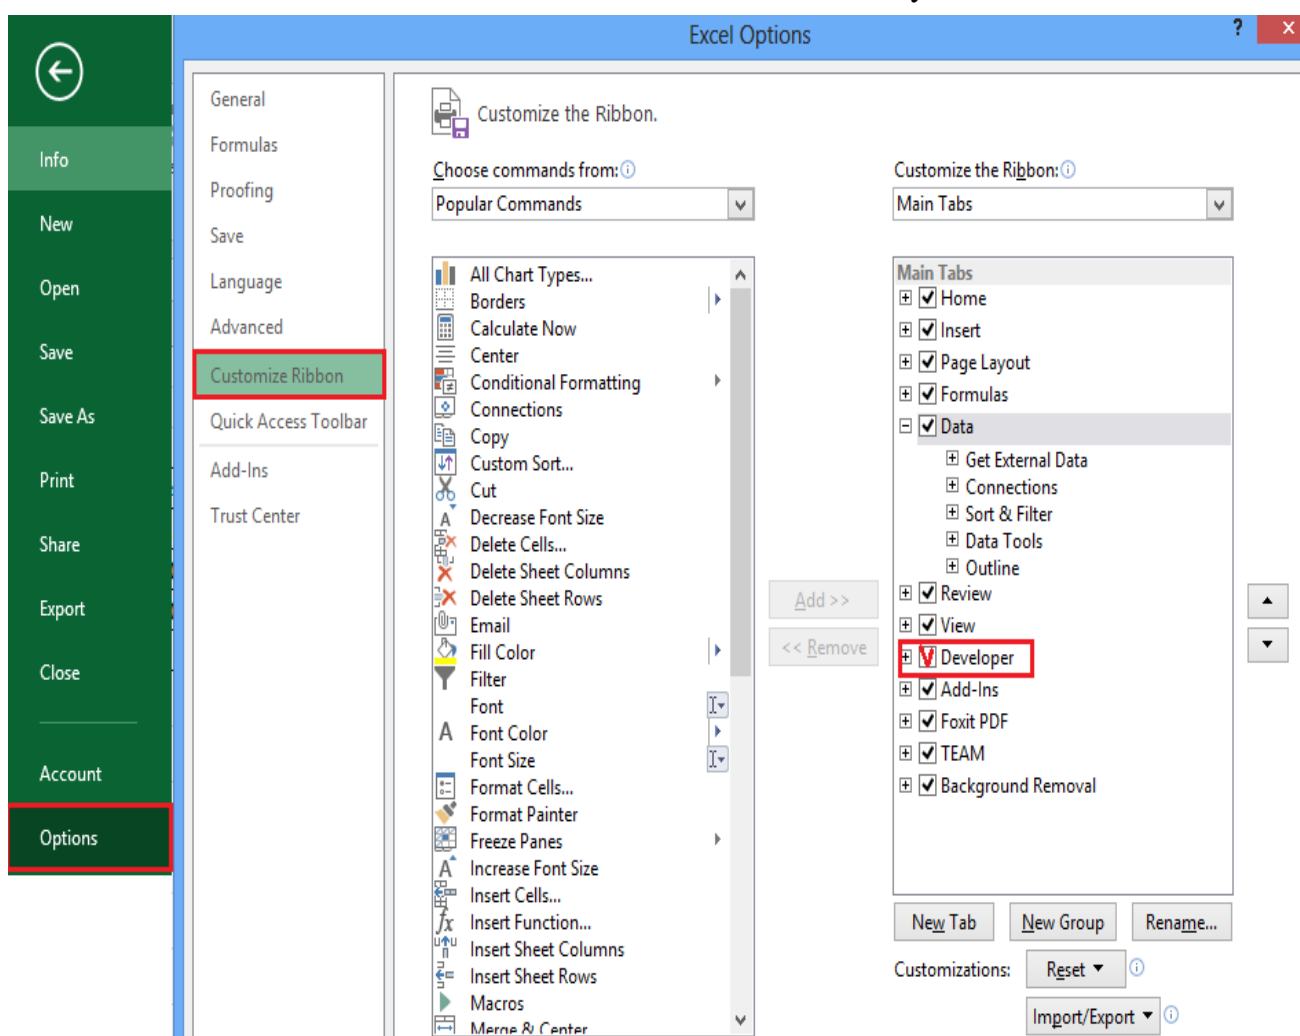 Excel Options
?
Info
New
Open
Save
Save As
Print
Share
Export
Close
Account
Options
General
Formulas
Proofing
Save
Language
Advanced
Customize Ribbon
Quick Access Toolbar
Add-Ins
Trust Center
Customize the Ribbon.
Choose commands from:
Popular Commands
All Chart Types...
Borders
Calculate Now
Center
Conditional Formatting
Connections
Copy
Custom Sort...
Cut
Decrease Font Size
Delete Cells...
Delete Sheet Columns
Delete Sheet Rows
Email
Fill Color
Filter
Font
Font Color
Font Size
Format Cells...
Format Painter
Freeze Panes
Increase Font Size
Insert Cells...
Insert Function...
Insert Sheet Columns
Insert Sheet Rows
Macros
Merge & Center
Add >>
<< Remove
Customize the Ribbon:
Main Tabs
Main Tabs
Home
Insert
Page Layout
Formulas
Data
Get External Data
Connections
Sort & Filter
Data Tools
Outline
Review
View
Developer
Add-Ins
Foxit PDF
TEAM
Background Removal
New Tab New Group Rename...
Customizations: Reset
Import/Export